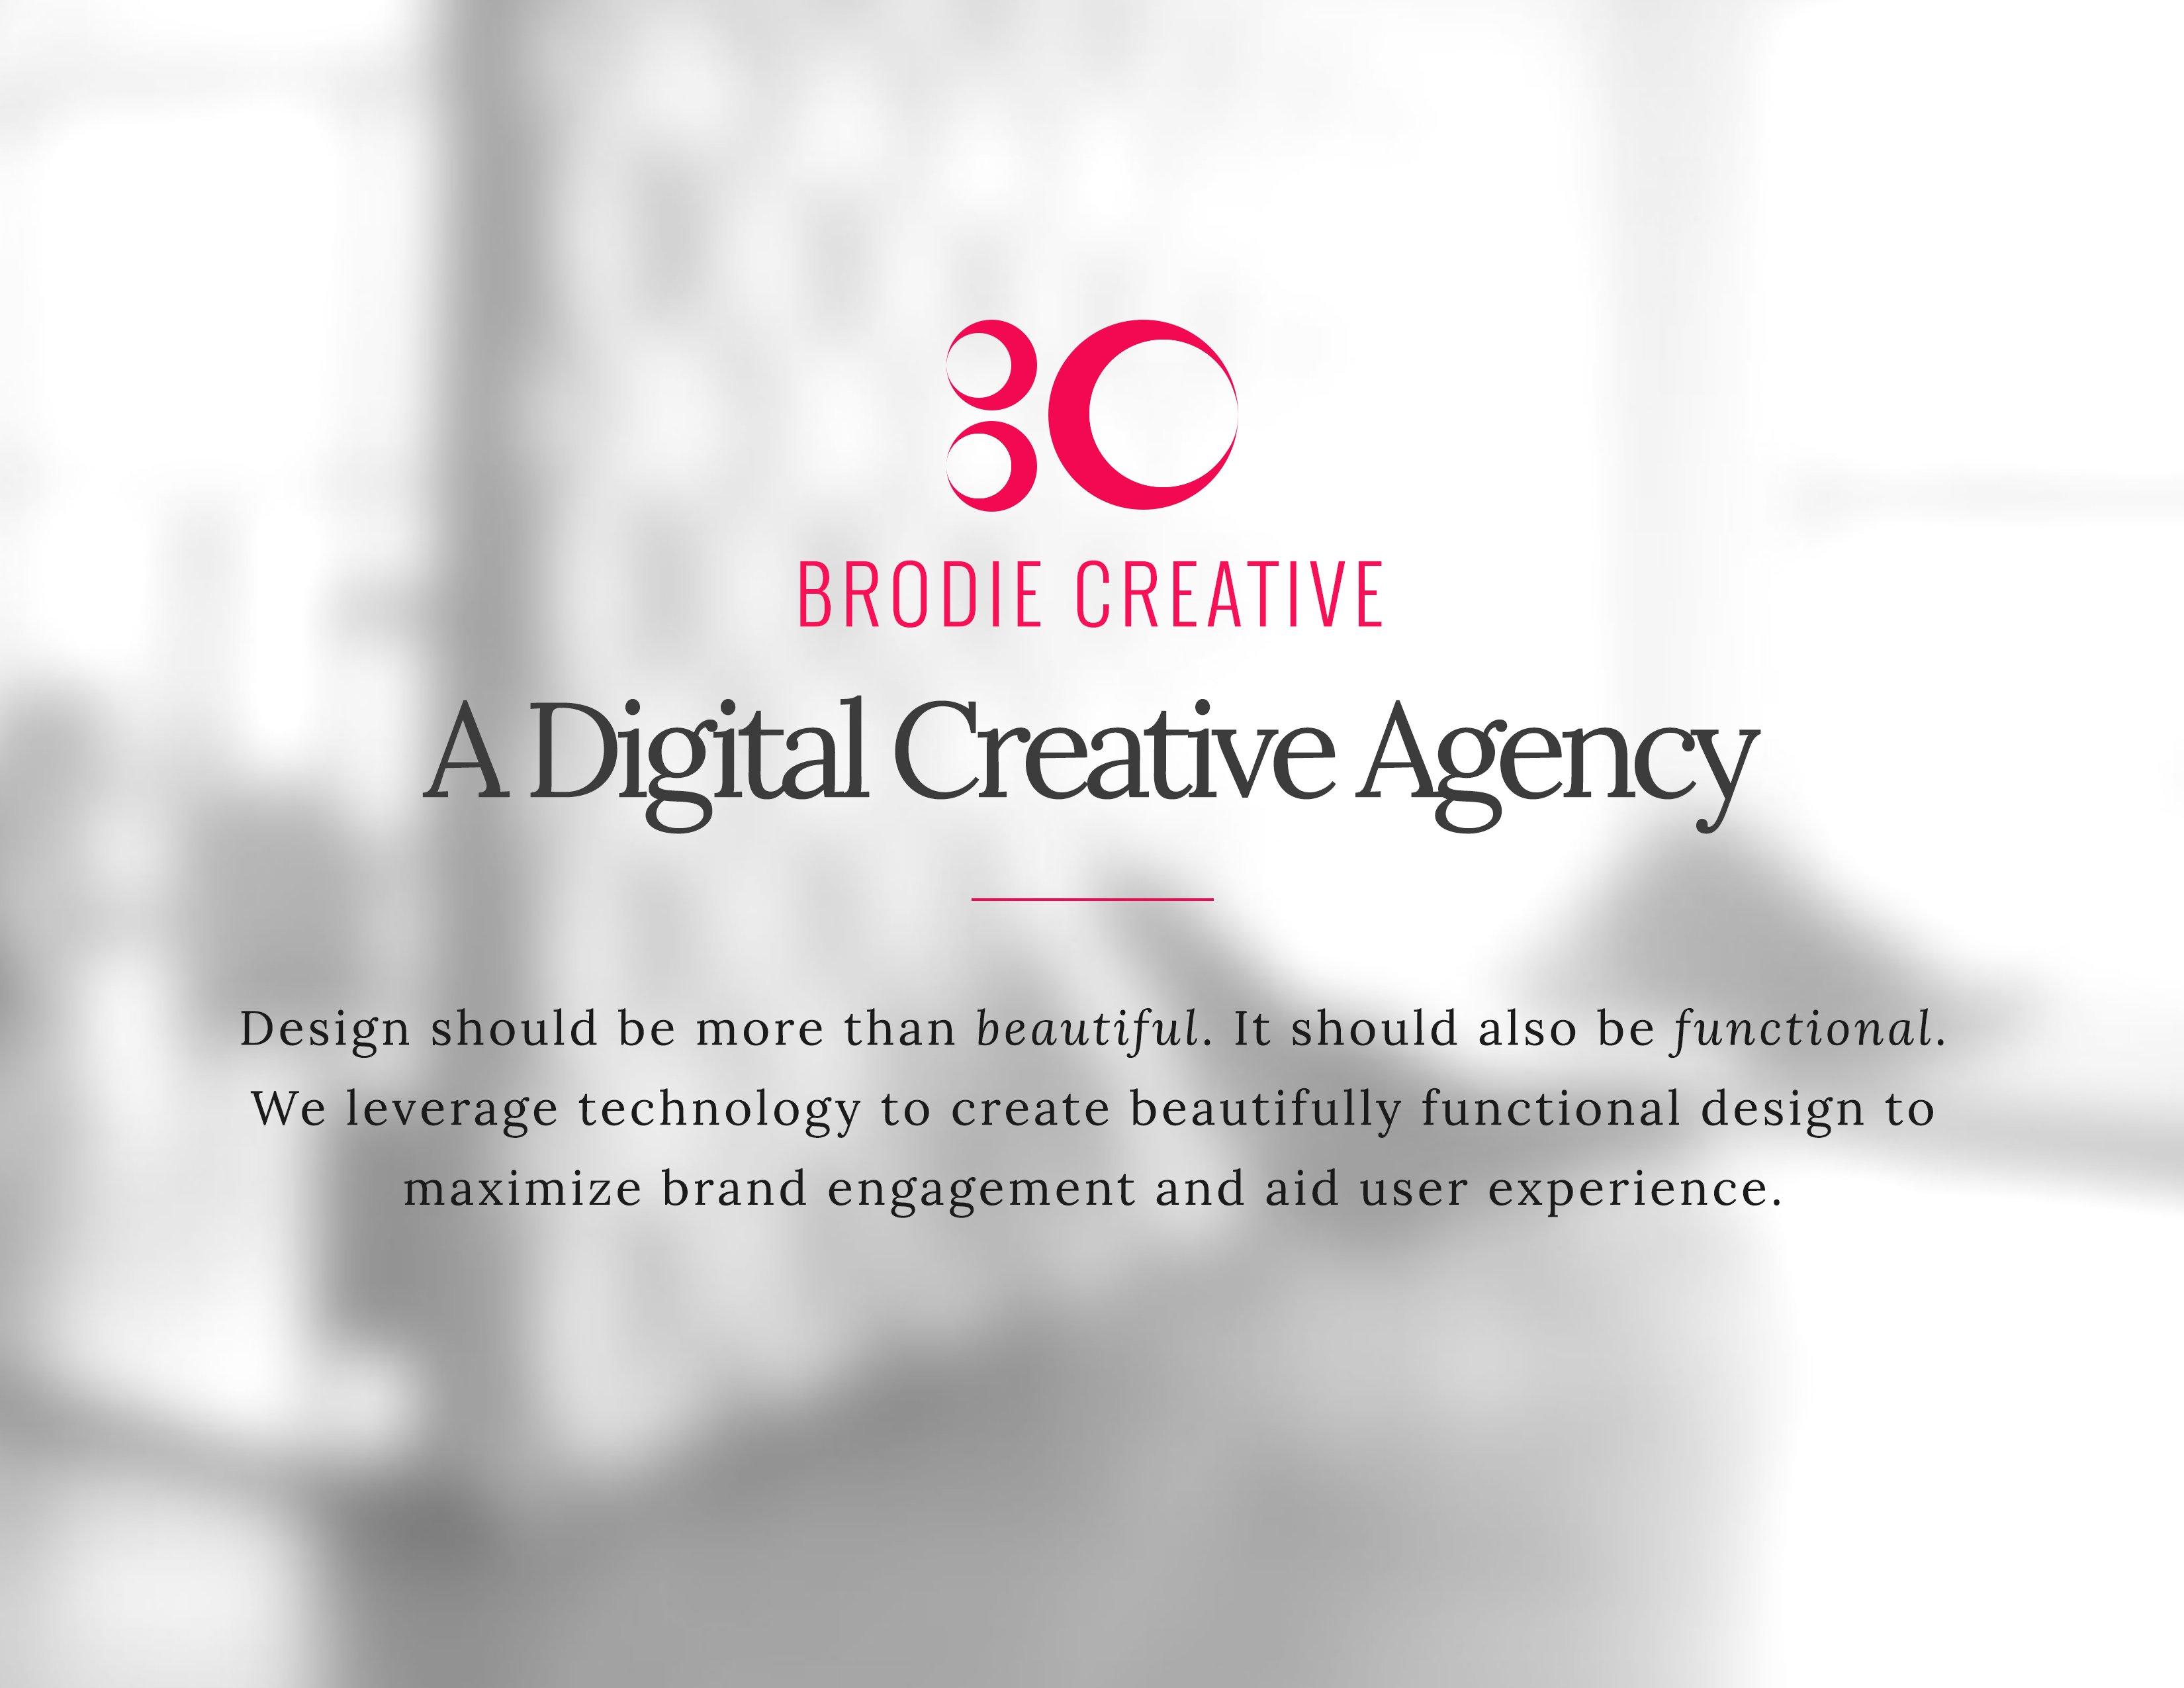 BRODIE CREATIVE
A Digital Creative Agency
Design should be more than beautiful. It should also be functional.
We leverage technology to create beautifully functional design to
maximize brand engagement and aid user experience.